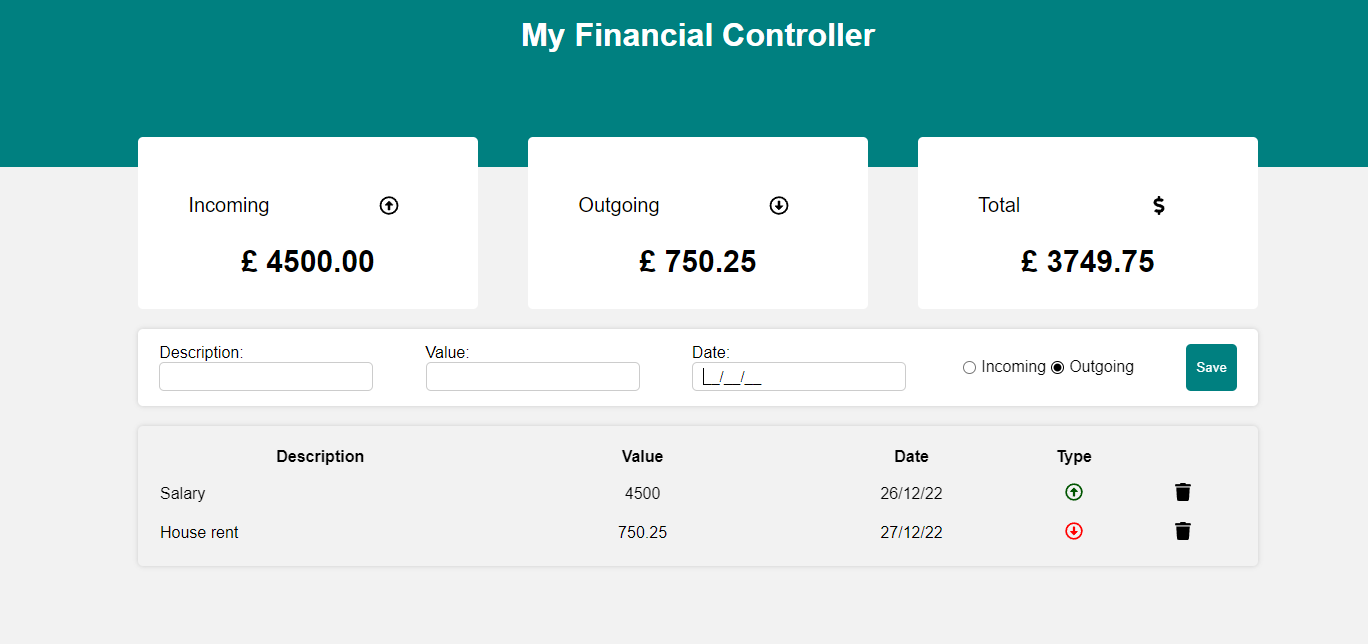 My Financial Controller
Incoming
£ 4500.00
Outgoing
£ 750.25
Total $
£ 3749.75
Description:
Value:
Date:
__/__/__
Incoming Outgoing
Save
Description Value Date Type
Salary 4500 26/12/22
House rent 750.25 27/12/22